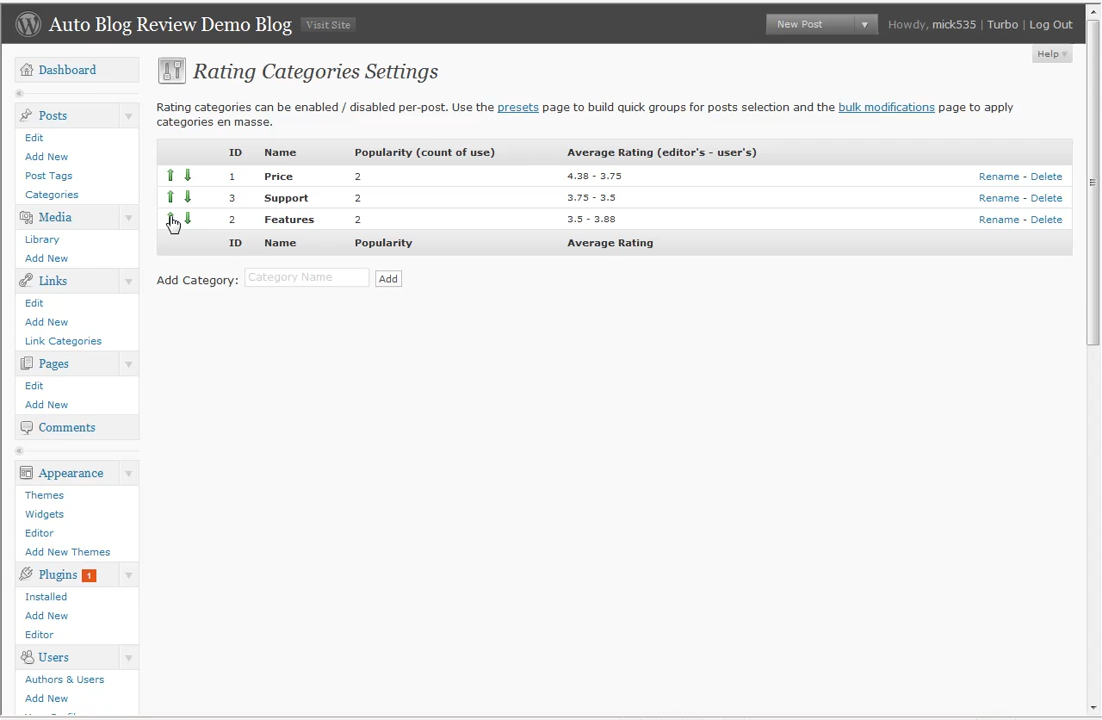 Auto Blog Review Demo Blog Visit Site New Post Howdy, mick535 | Turbo | Log Out
Help
Dashboard
Posts
Edit
Add New
Post Tags
Categories
Media
Library
Add New
Links
Edit
Add New
Link Categories
Pages
Edit
Add New
Comments
Appearance
Themes
Widgets
Editor
Add New Themes
Plugins 1
Installed
Add New
Editor
Users
Authors & Users
Add New
Rating Categories Settings
Rating categories can be enabled / disabled per-post. Use the presets page to build quick groups for posts selection and the bulk modifications page to apply
categories en masse.
ID Name Popularity (count of use) Average Rating (editor's - user's)
1 Price 2 4.38 - 3.75 Rename - Delete
3 Support 2 3.75 - 3.5 Rename - Delete
2 Features 2 3.5 - 3.88 Rename - Delete
ID Name Popularity Average Rating
Add Category: Category Name Add